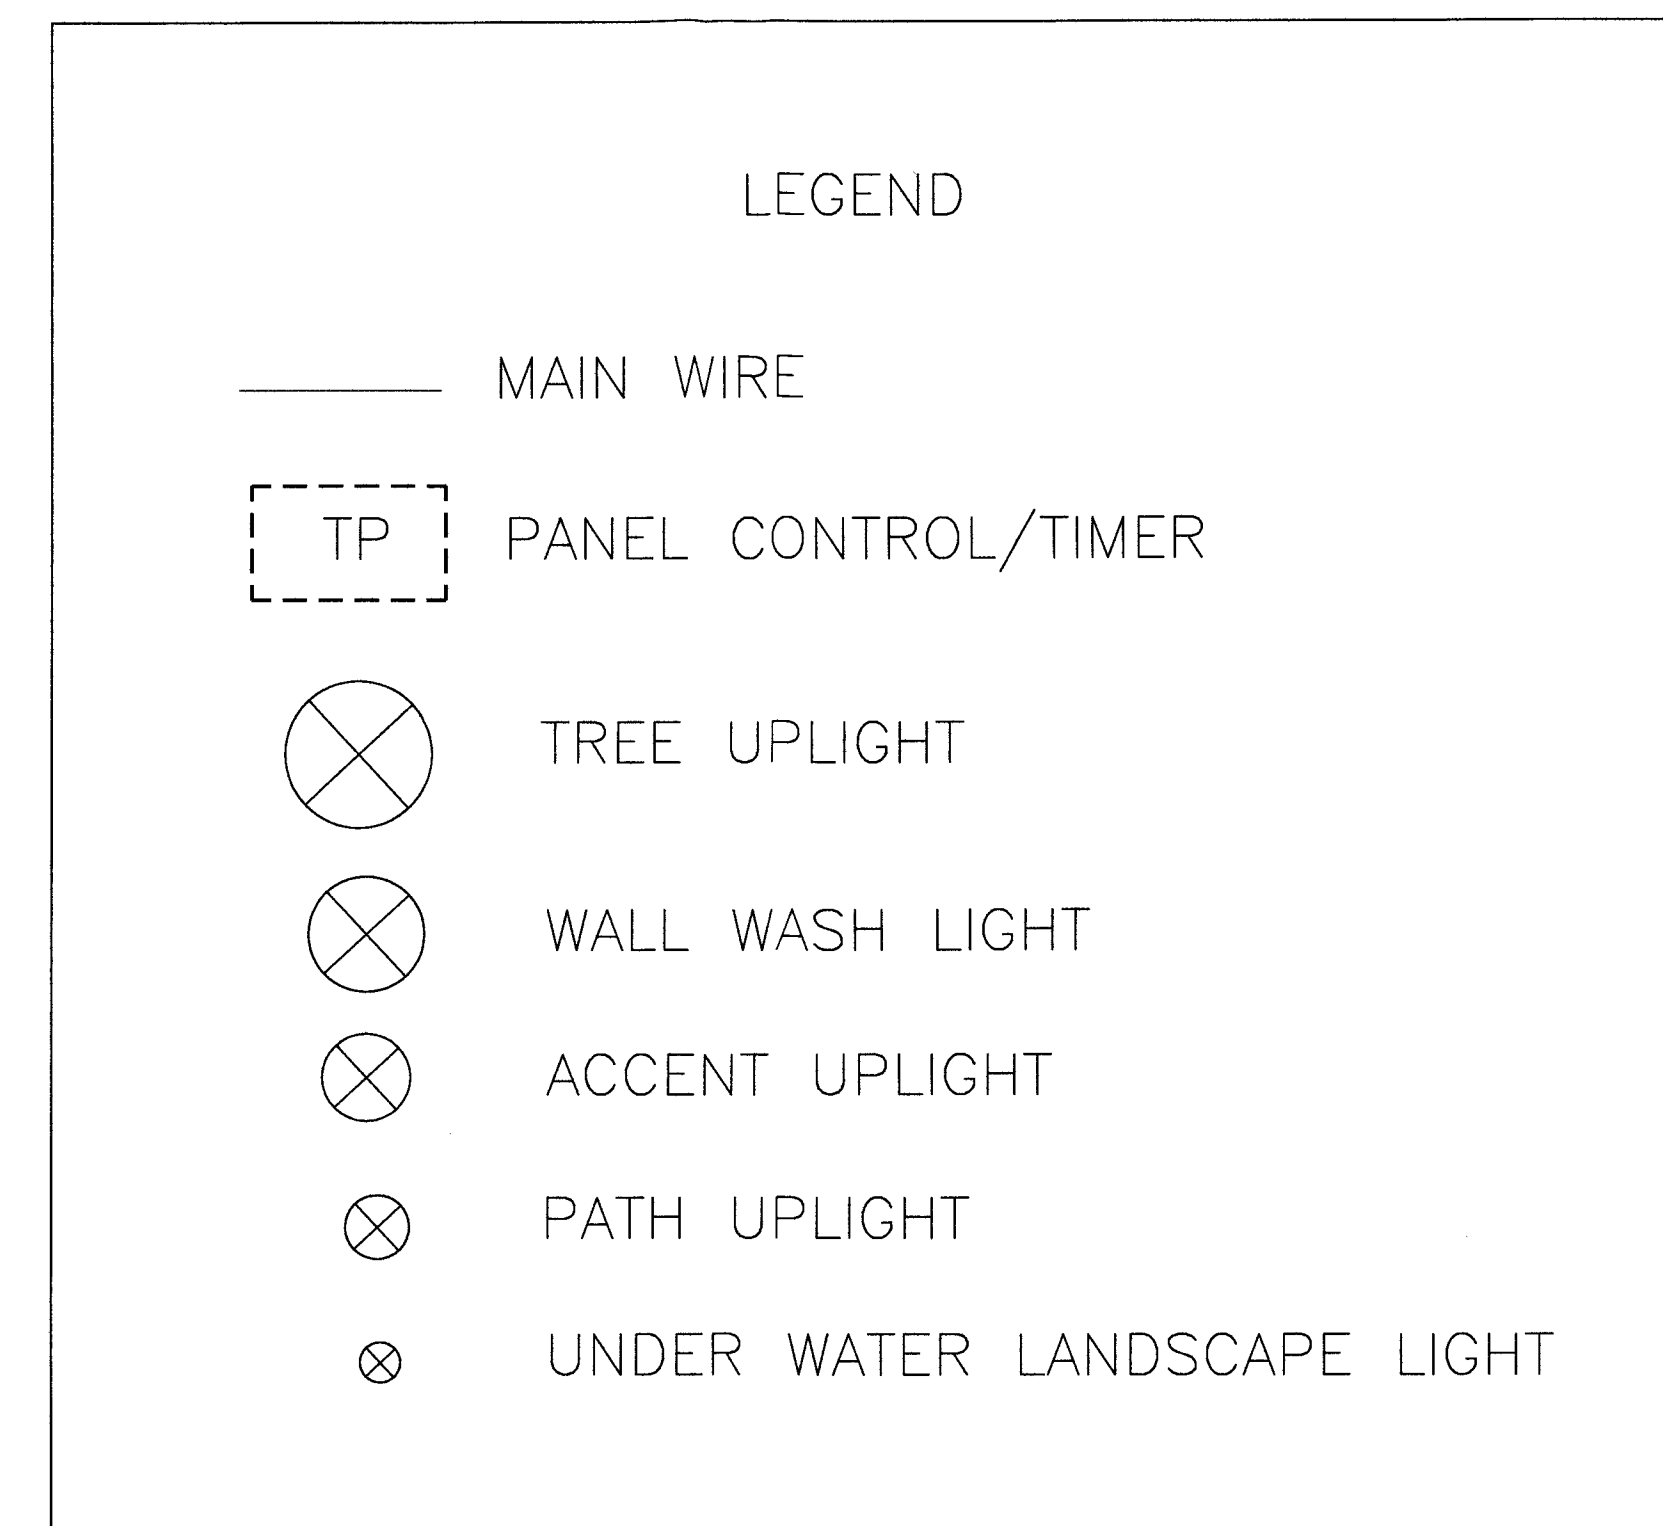 LEGEND
MAIN WIRE
TP PANEL CONTROL/TIMER
TREE UPLIGHT
WALL WASH LIGHT
ACCENT UPLIGHT
PATH UPLIGHT
UNDER WATER LANDSCAPE LIGHT